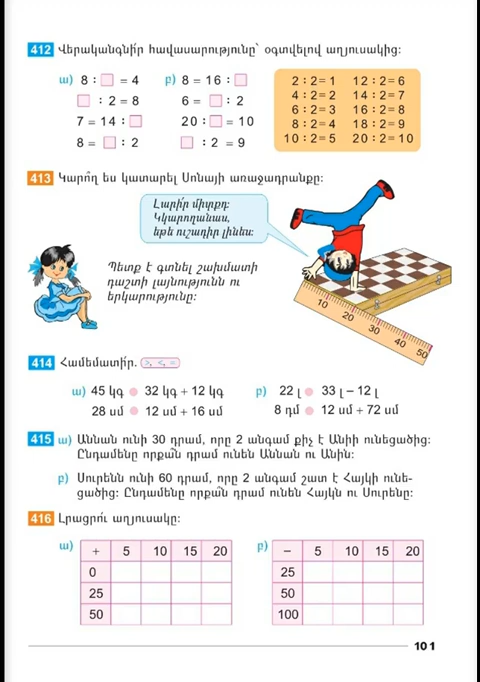 412 Վերականգնի՛ր հավասարությունը՝ օգտվելով աղյուսակից։
ա) 8 : □ = 4 բ) 8 = 16 : □
□ : 2 = 8 6 = □ : 2
7 = 14 : □ 20 : □ = 10
8 = □ : 2 □ : 2 = 9
2 : 2 = 1 12 : 2 = 6
4 : 2 = 2 14 : 2 = 7
6 : 2 = 3 16 : 2 = 8
8 : 2 = 4 18 : 2 = 9
10 : 2 = 5 20 : 2 = 10
413 Կարո՞ղ ես կատարել Սոնայի առաջադրանքը։
Լարի՛ր միտքդ։
Կկարողանաս,
եթե ուշադիր լինես։
Պետք է գտնել շախմատի
դաշտի լայնությունն ու
երկարությունը։
10 20 30 40 50
414 Համեմատի՛ր. >, <, =
ա) 45 կգ ● 32 կգ + 12 կգ բ) 22 լ ● 33 լ – 12 լ
28 սմ ● 12 սմ + 16 սմ 8 դմ ● 12 սմ + 72 սմ
415 ա) Աննան ունի 30 դրամ, որը 2 անգամ քիչ է Անիի ունեցածից։
Ընդամենը որքա՞ն դրամ ունեն Աննան ու Անին։
բ) Սուրենն ունի 60 դրամ, որը 2 անգամ շատ է Հայկի ունե-
ցածից։ Ընդամենը որքա՞ն դրամ ունեն Հայկն ու Սուրենը։
416 Լրացրո՛ւ աղյուսակը։
ա) + 5 10 15 20
0
25
50
բ) – 5 10 15 20
25
50
100
101